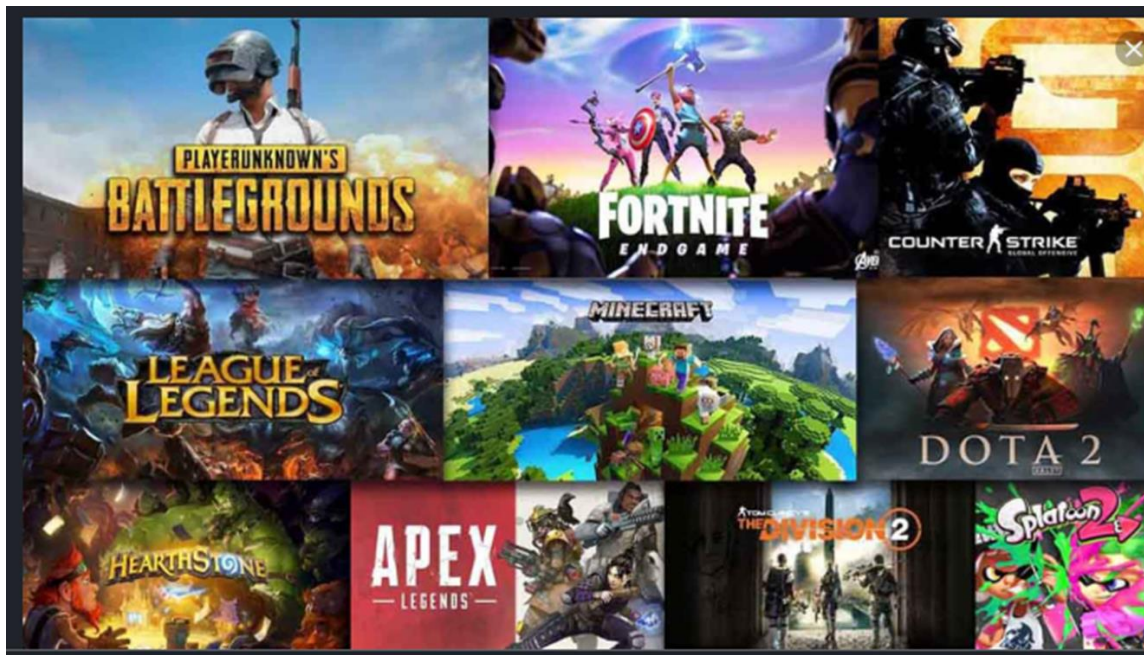 PLAYERUNKNOWN'S
BATTLEGROUNDS
FORTNITE
ENDGAME
COUNTER STRIKE
GLOBAL OFFENSIVE
LEAGUE of
LEGENDS
MINECRAFT
DOTA 2
HEARTHSTONE
APEX
LEGENDS
TOM CLANCY'S
THE DIVISION 2
Splatoon 2